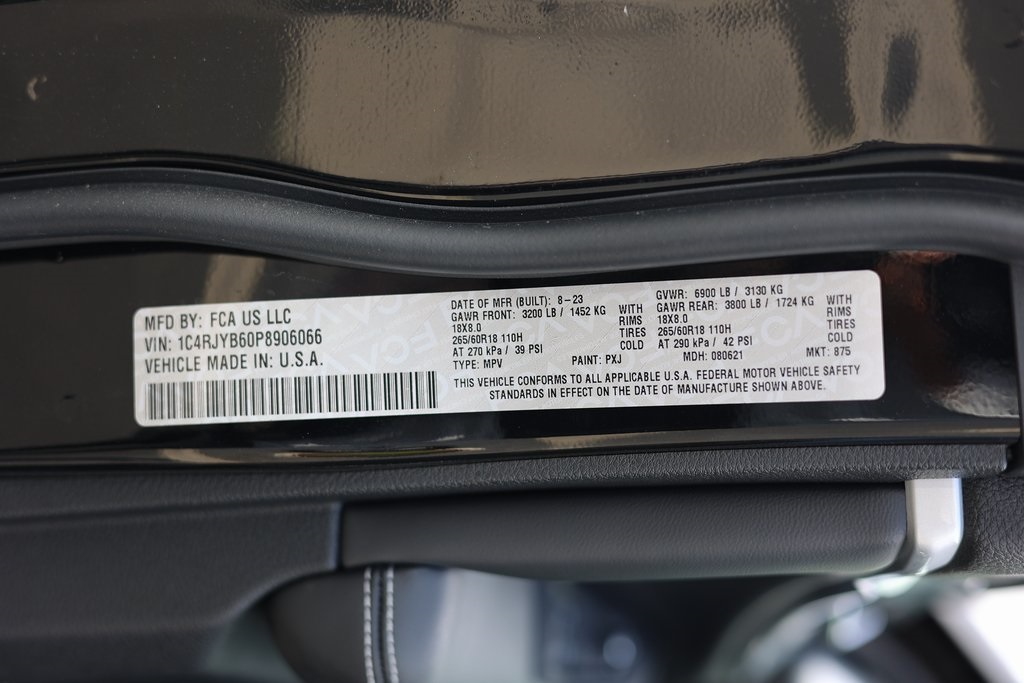 MFD BY: FCA US LLC
VIN: 1C4RJYB60P8906066
VEHICLE MADE IN: U.S.A.
DATE OF MFR (BUILT): 8-23
GAWR FRONT: 3200 LB / 1452 KG WITH
18X8.0 RIMS
265/60R18 110H TIRES
AT 270 kPa / 39 PSI COLD
TYPE: MPV PAINT: PXJ
GVWR: 6900 LB / 3130 KG
GAWR REAR: 3800 LB / 1724 KG WITH
18X8.0 RIMS
265/60R18 110H TIRES
AT 290 kPa / 42 PSI COLD
MDH: 080621 MKT: 875
THIS VEHICLE CONFORMS TO ALL APPLICABLE U.S.A. FEDERAL MOTOR VEHICLE SAFETY
STANDARDS IN EFFECT ON THE DATE OF MANUFACTURE SHOWN ABOVE.